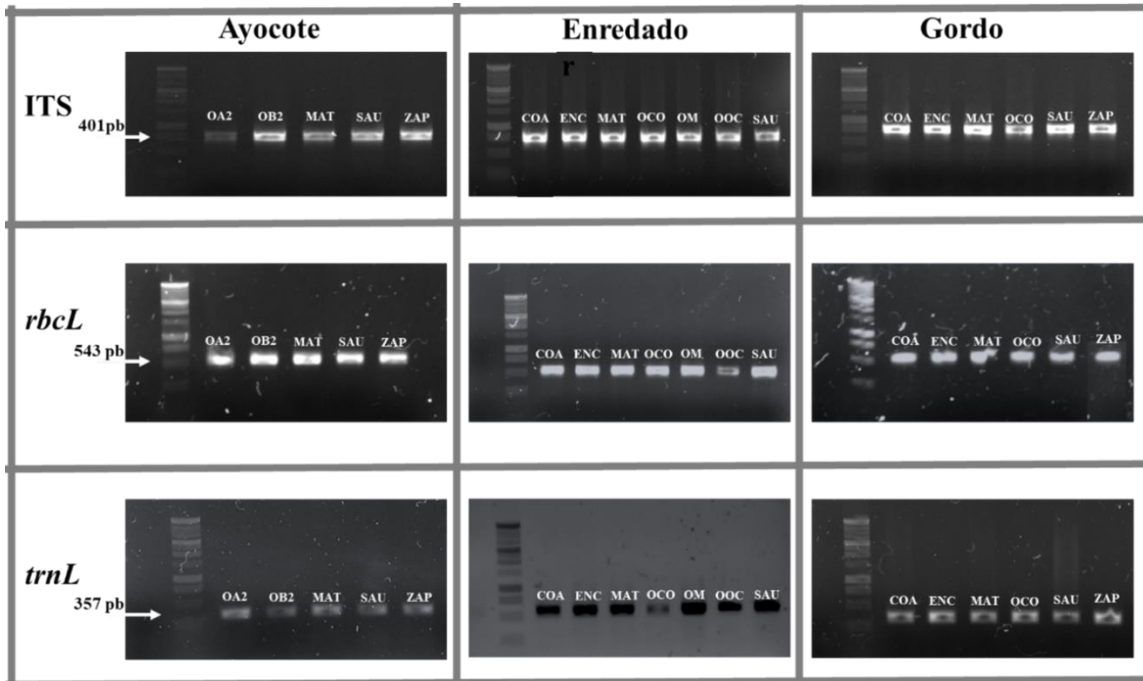 Ayocote Enredado Gordo
r
ITS
401pb
OA2 OB2 MAT SAU ZAP
COA ENC MAT OCO OM OOC SAU
COA ENC MAT OCO SAU ZAP
rbcL
543 pb
OA2 OB2 MAT SAU ZAP
COA ENC MAT OCO OM OOC SAU
COA ENC MAT OCO SAU ZAP
trnL
357 pb
OA2 OB2 MAT SAU ZAP
COA ENC MAT OCO OM OOC SAU
COA ENC MAT OCO SAU ZAP